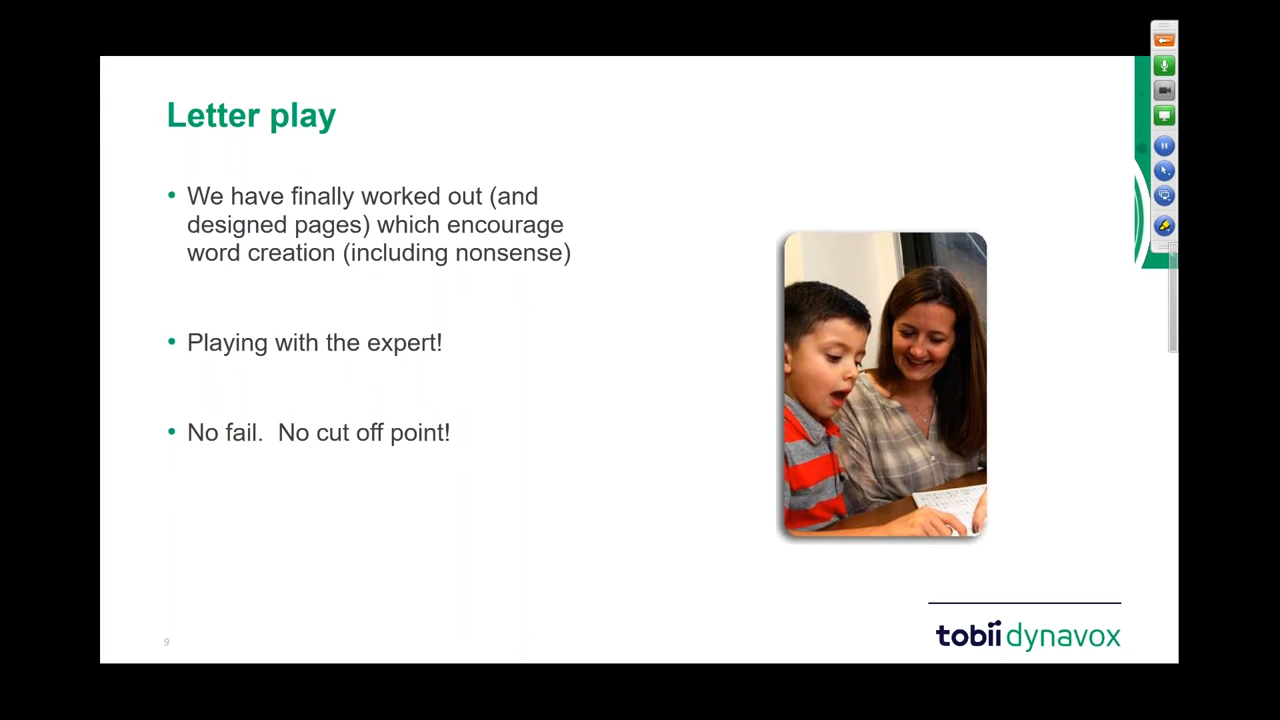 Letter play
• We have finally worked out (and
designed pages) which encourage
word creation (including nonsense)
• Playing with the expert!
• No fail.  No cut off point!
9
tobii dynavox